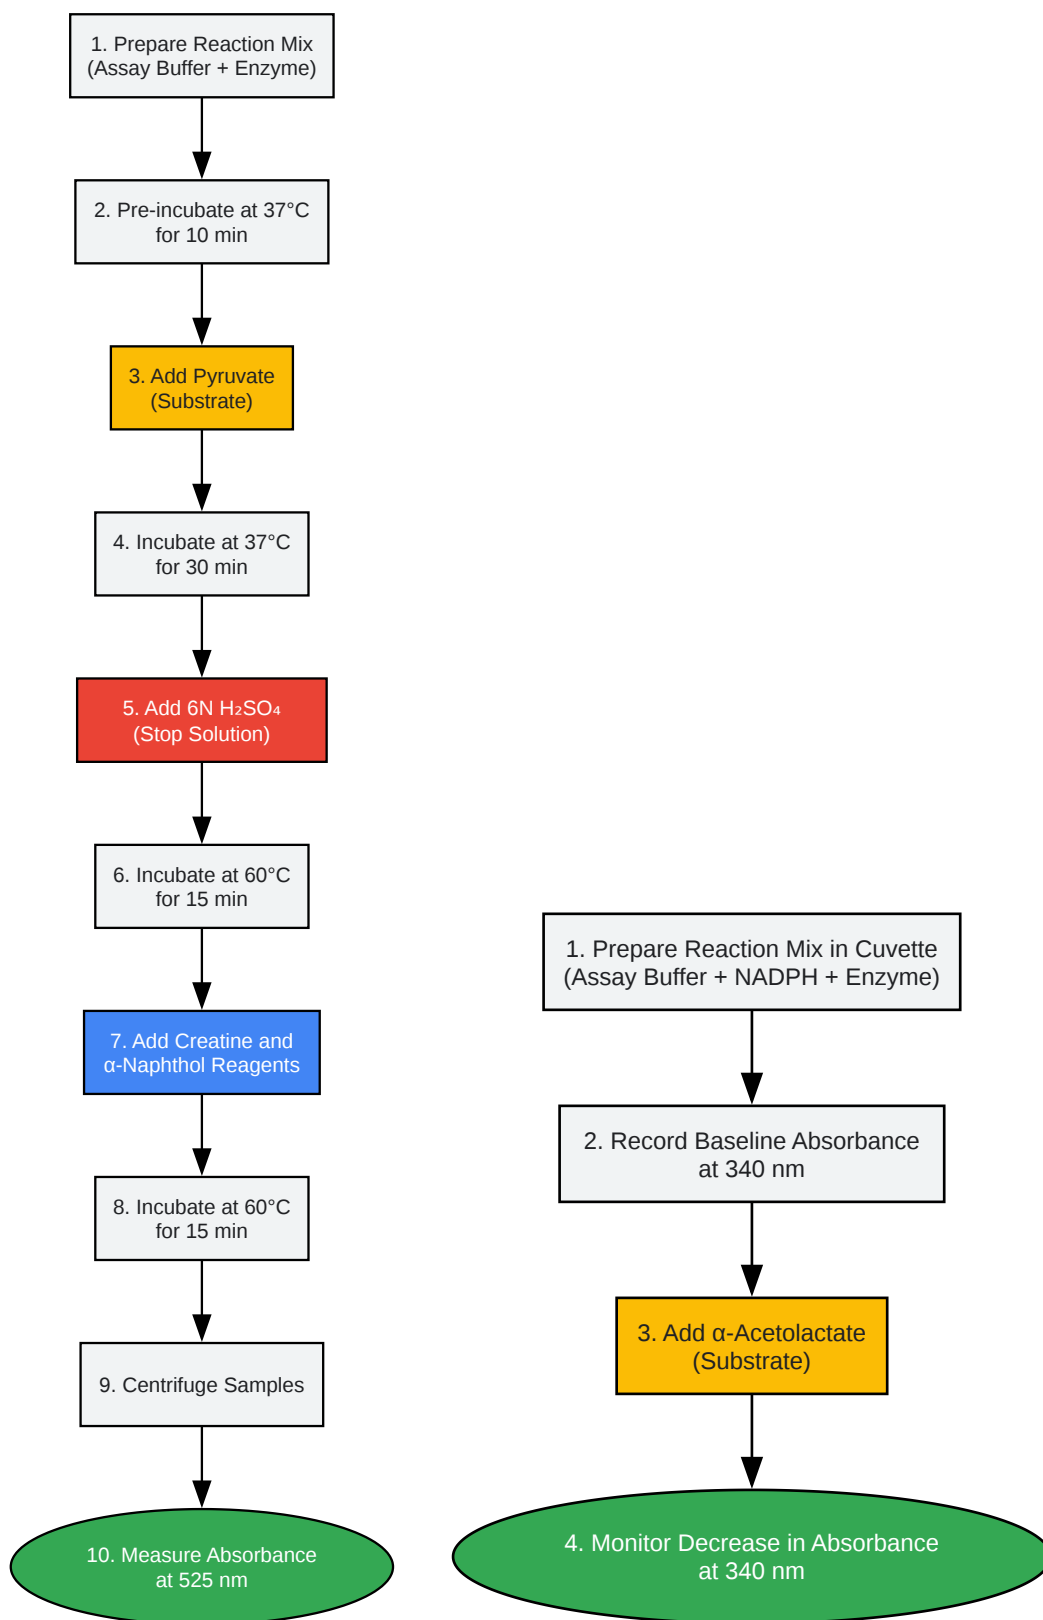 1. Prepare Reaction Mix
(Assay Buffer + Enzyme)
2. Pre-incubate at 37°C
for 10 min
3. Add Pyruvate
(Substrate)
4. Incubate at 37°C
for 30 min
5. Add 6N H₂SO₄
(Stop Solution)
6. Incubate at 60°C
for 15 min
7. Add Creatine and
α-Naphthol Reagents
8. Incubate at 60°C
for 15 min
9. Centrifuge Samples
10. Measure Absorbance
at 525 nm
1. Prepare Reaction Mix in Cuvette
(Assay Buffer + NADPH + Enzyme)
2. Record Baseline Absorbance
at 340 nm
3. Add α-Acetolactate
(Substrate)
4. Monitor Decrease in Absorbance
at 340 nm